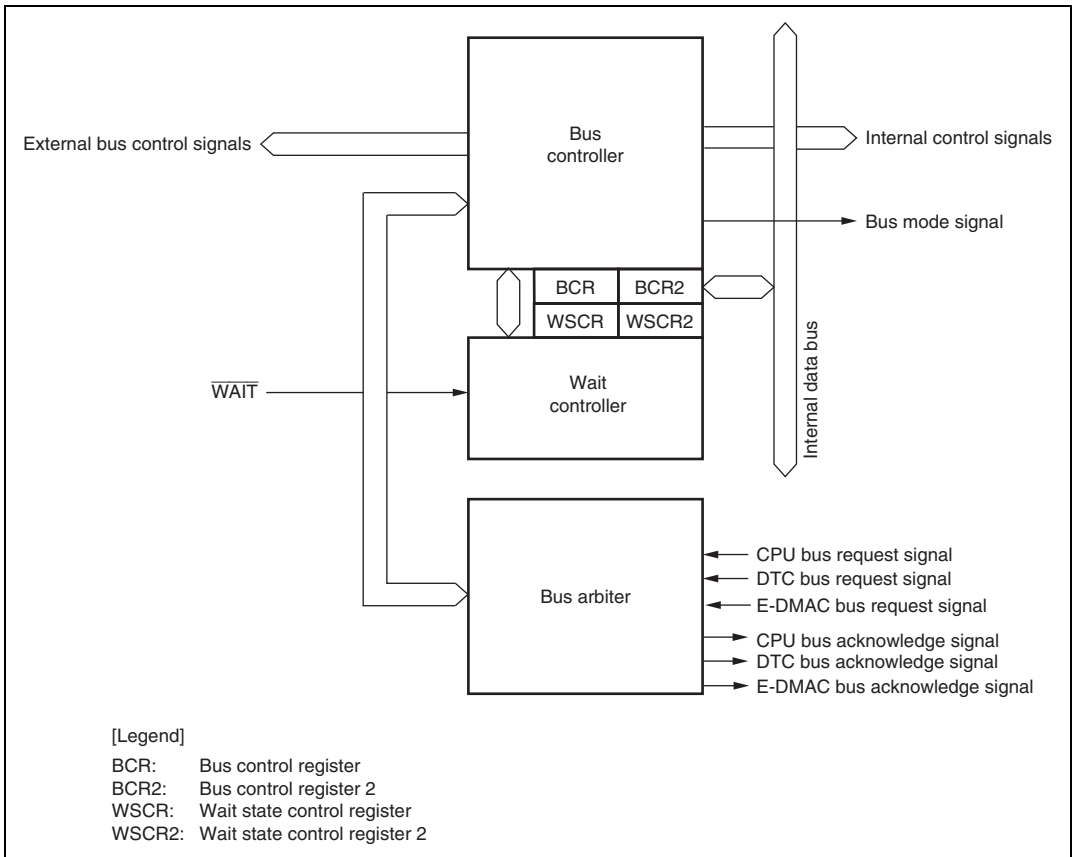 Bus
controller
External bus control signals
Internal control signals
Bus mode signal
BCR
BCR2
WSCR
WSCR2
Internal data bus
WAIT
Wait
controller
Bus arbiter
CPU bus request signal
DTC bus request signal
E-DMAC bus request signal
CPU bus acknowledge signal
DTC bus acknowledge signal
E-DMAC bus acknowledge signal
[Legend]
BCR: Bus control register
BCR2: Bus control register 2
WSCR: Wait state control register
WSCR2: Wait state control register 2